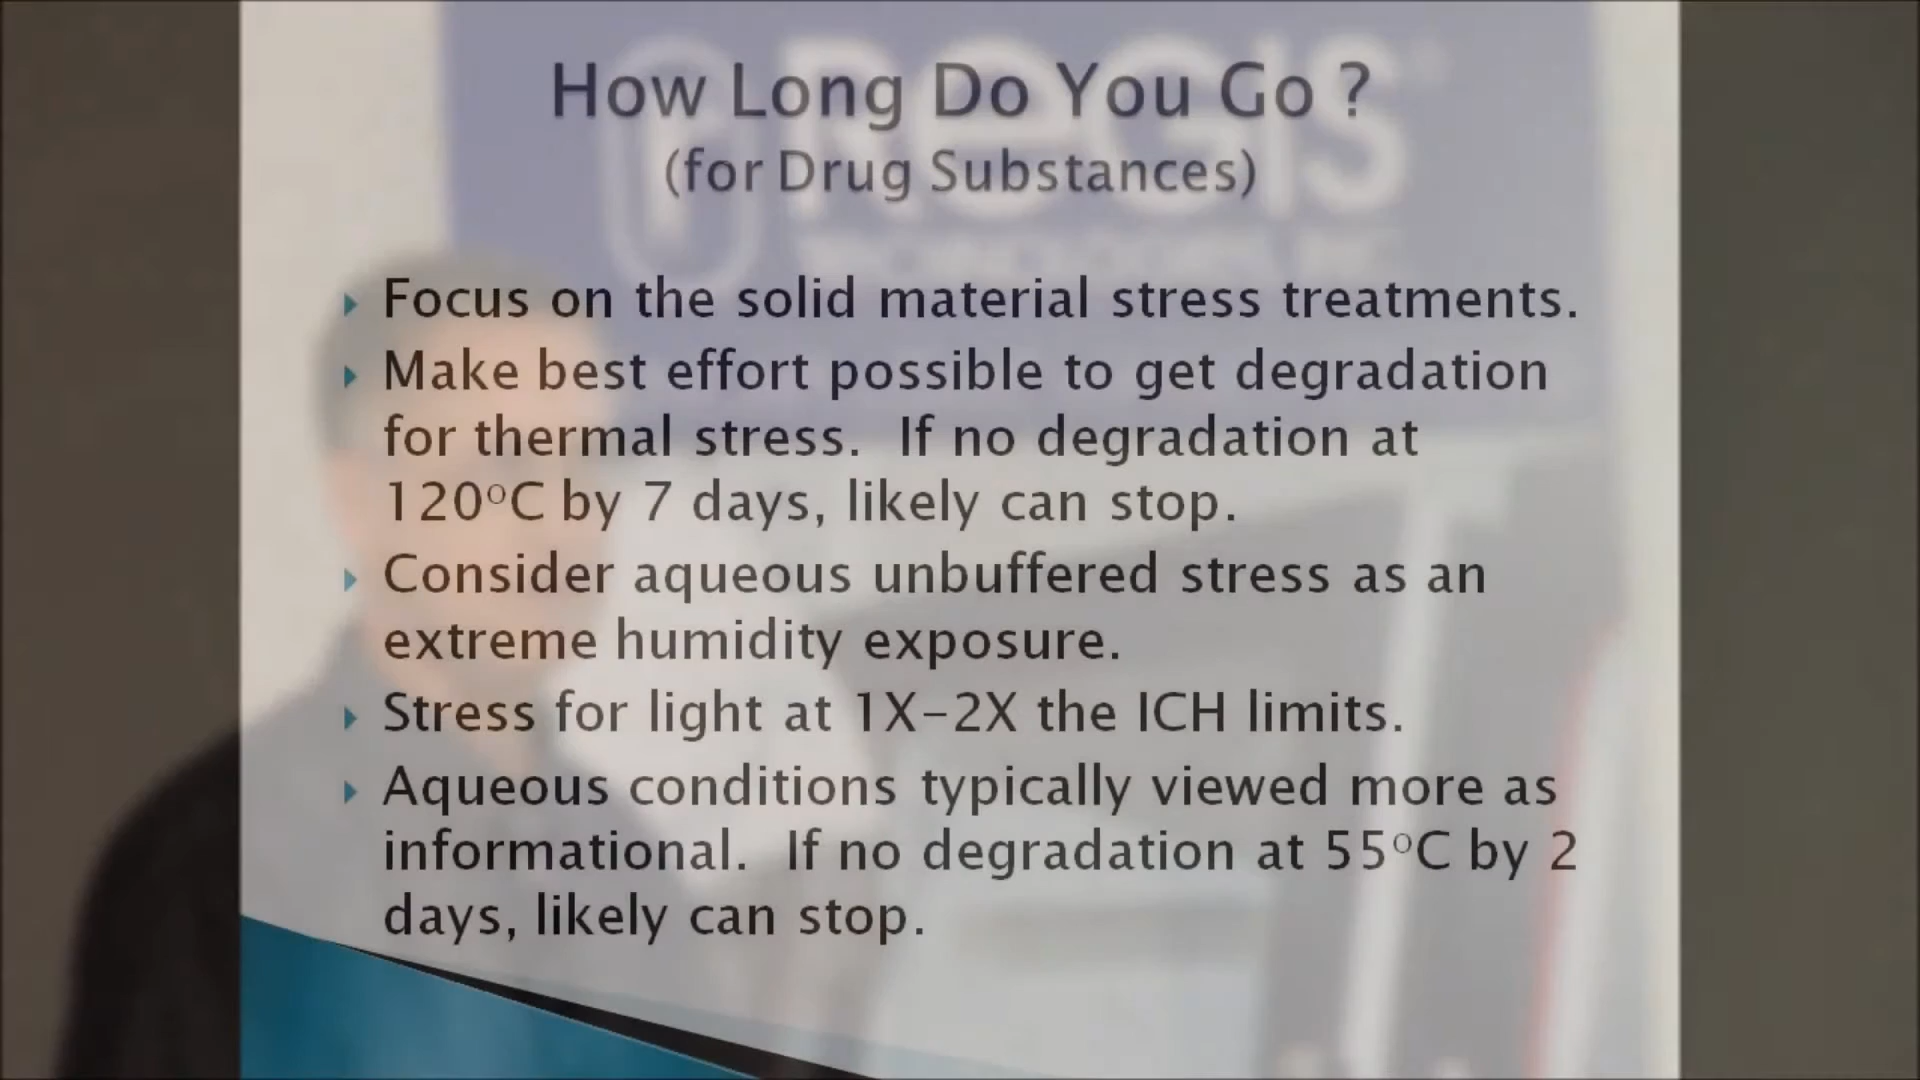 How Long Do You Go ?
(for Drug Substances)
ReGIS
Focus on the solid material stress treatments.
Make best effort possible to get degradation
for thermal stress.  If no degradation at
120ºC by 7 days, likely can stop.
Consider aqueous unbuffered stress as an
extreme humidity exposure.
Stress for light at 1X-2X the ICH limits.
Aqueous conditions typically viewed more as
informational.  If no degradation at 55ºC by 2
days, likely can stop.